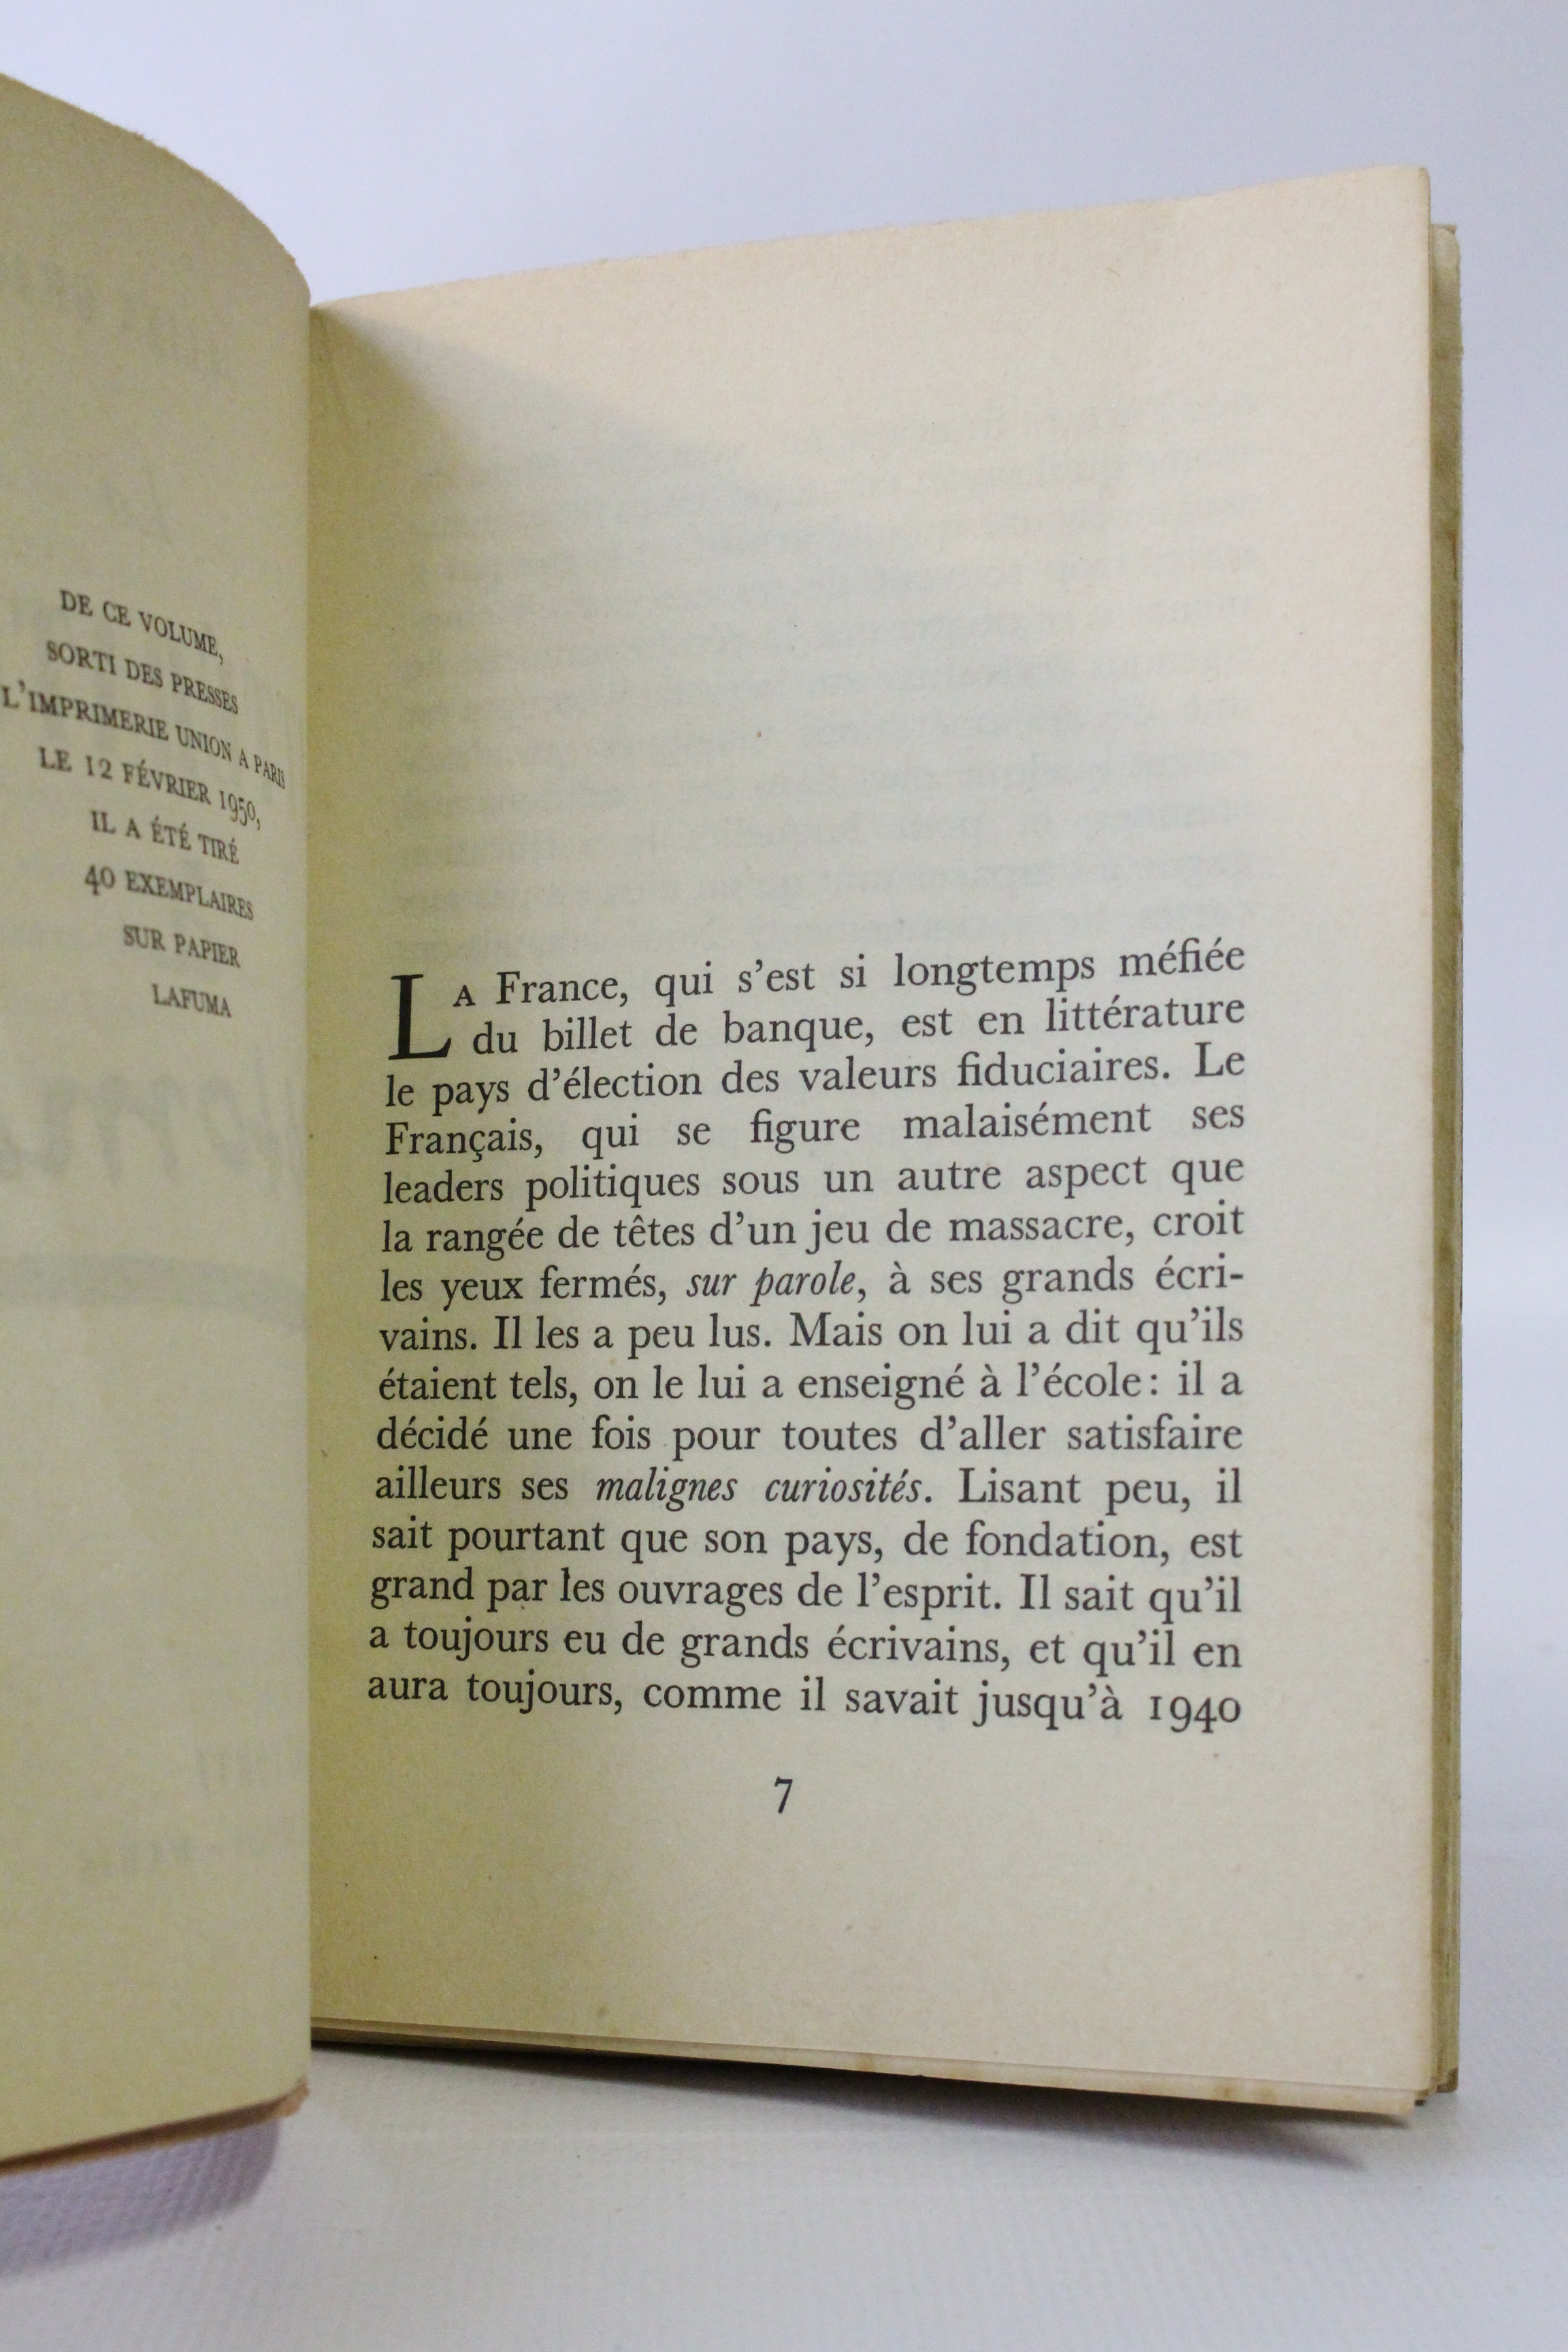 DE CE VOLUME,
SORTI DES PRESSES
L'IMPRIMERIE UNION A PARIS
LE 12 FÉVRIER 1950,
IL A ÉTÉ TIRÉ
40 EXEMPLAIRES
SUR PAPIER
LAFUMA
LA France, qui s'est si longtemps méfiée
du billet de banque, est en littérature
le pays d'élection des valeurs fiduciaires. Le
Français, qui se figure malaisément ses
leaders politiques sous un autre aspect que
la rangée de têtes d'un jeu de massacre, croit
les yeux fermés, sur parole, à ses grands écri-
vains. Il les a peu lus. Mais on lui a dit qu'ils
étaient tels, on le lui a enseigné à l'école: il a
décidé une fois pour toutes d'aller satisfaire
ailleurs ses malignes curiosités. Lisant peu, il
sait pourtant que son pays, de fondation, est
grand par les ouvrages de l'esprit. Il sait qu'il
a toujours eu de grands écrivains, et qu'il en
aura toujours, comme il savait jusqu'à 1940
7